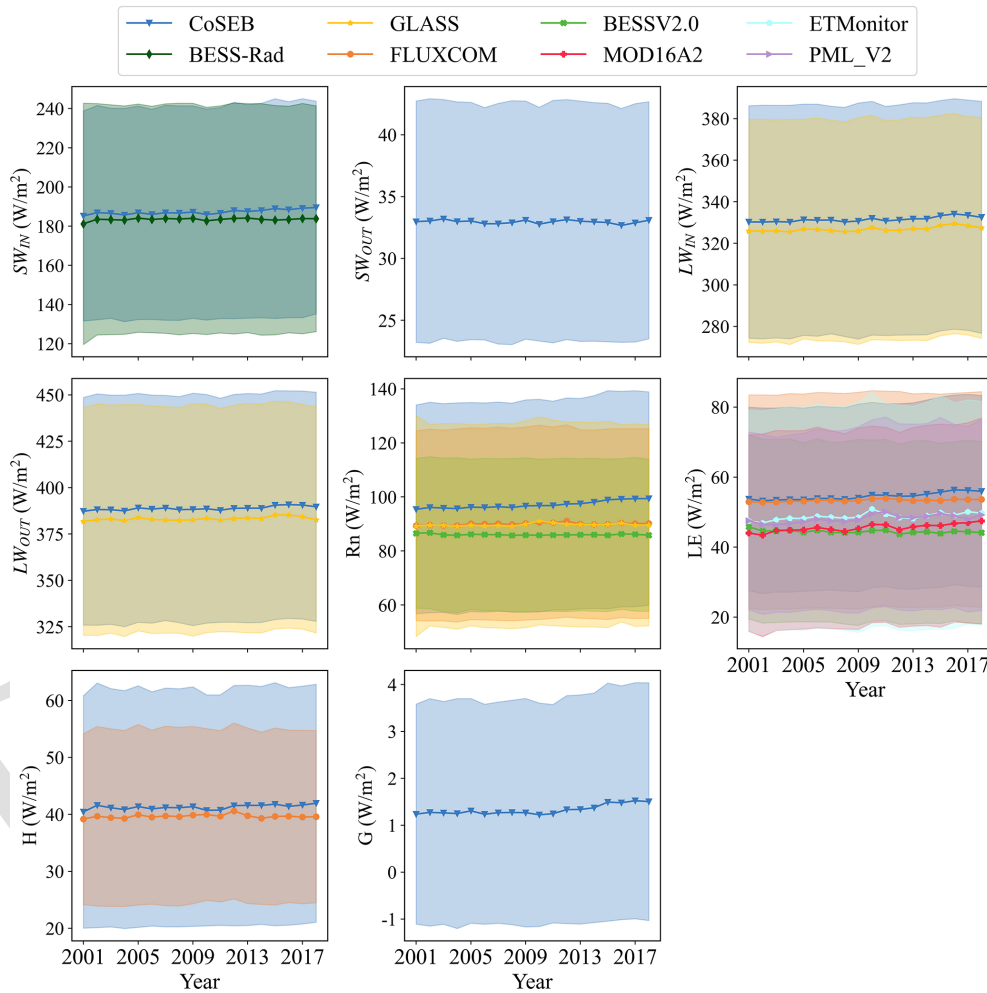 CoSEB GLASS BESSV2.0 ETMonitor
BESS-Rad FLUXCOM MOD16A2 PML_V2
SW_IN (W/m²)
240
220
200
180
160
140
120
SW_OUT (W/m²)
40
35
30
25
LW_IN (W/m²)
380
360
340
320
300
280
LW_OUT (W/m²)
450
425
400
375
350
325
Rn (W/m²)
140
120
100
80
60
LE (W/m²)
80
60
40
20
2001 2005 2009 2013 2017
Year
H (W/m²)
60
50
40
30
20
2001 2005 2009 2013 2017
Year
G (W/m²)
4
3
2
1
0
-1
2001 2005 2009 2013 2017
Year